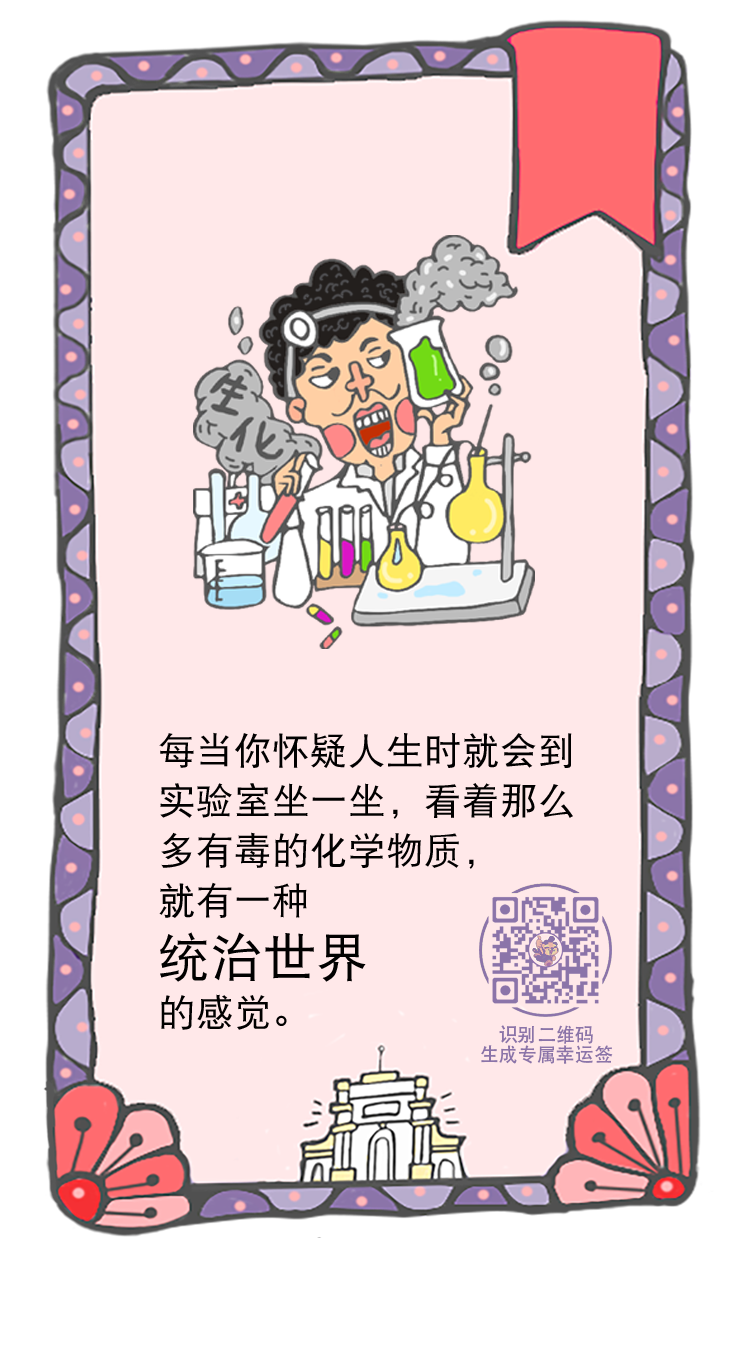 生化
每当你怀疑人生时就会到
实验室坐一坐，看着那么
多有毒的化学物质，
就有一种
统治世界
的感觉。
识别二维码
生成专属幸运签